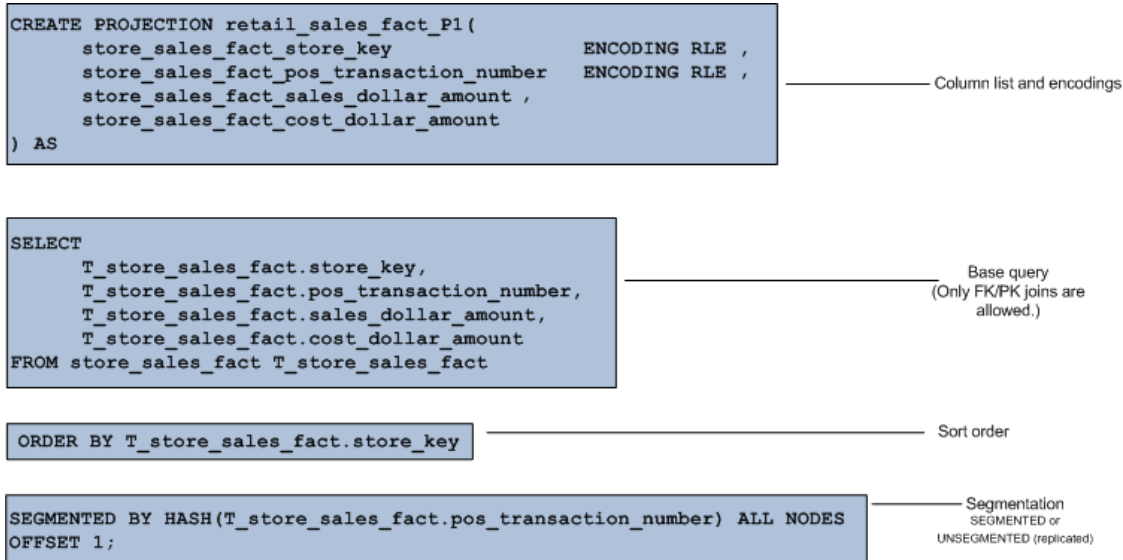 CREATE PROJECTION retail_sales_fact_P1(
store_sales_fact_store_key ENCODING RLE ,
store_sales_fact_pos_transaction_number ENCODING RLE ,
store_sales_fact_sales_dollar_amount ,
store_sales_fact_cost_dollar_amount
) AS
Column list and encodings
SELECT
T_store_sales_fact.store_key,
T_store_sales_fact.pos_transaction_number,
T_store_sales_fact.sales_dollar_amount,
T_store_sales_fact.cost_dollar_amount
FROM store_sales_fact T_store_sales_fact
Base query
(Only FK/PK joins are
allowed.)
ORDER BY T_store_sales_fact.store_key
Sort order
SEGMENTED BY HASH(T_store_sales_fact.pos_transaction_number) ALL NODES
OFFSET 1;
Segmentation
SEGMENTED or
UNSEGMENTED (replicated)